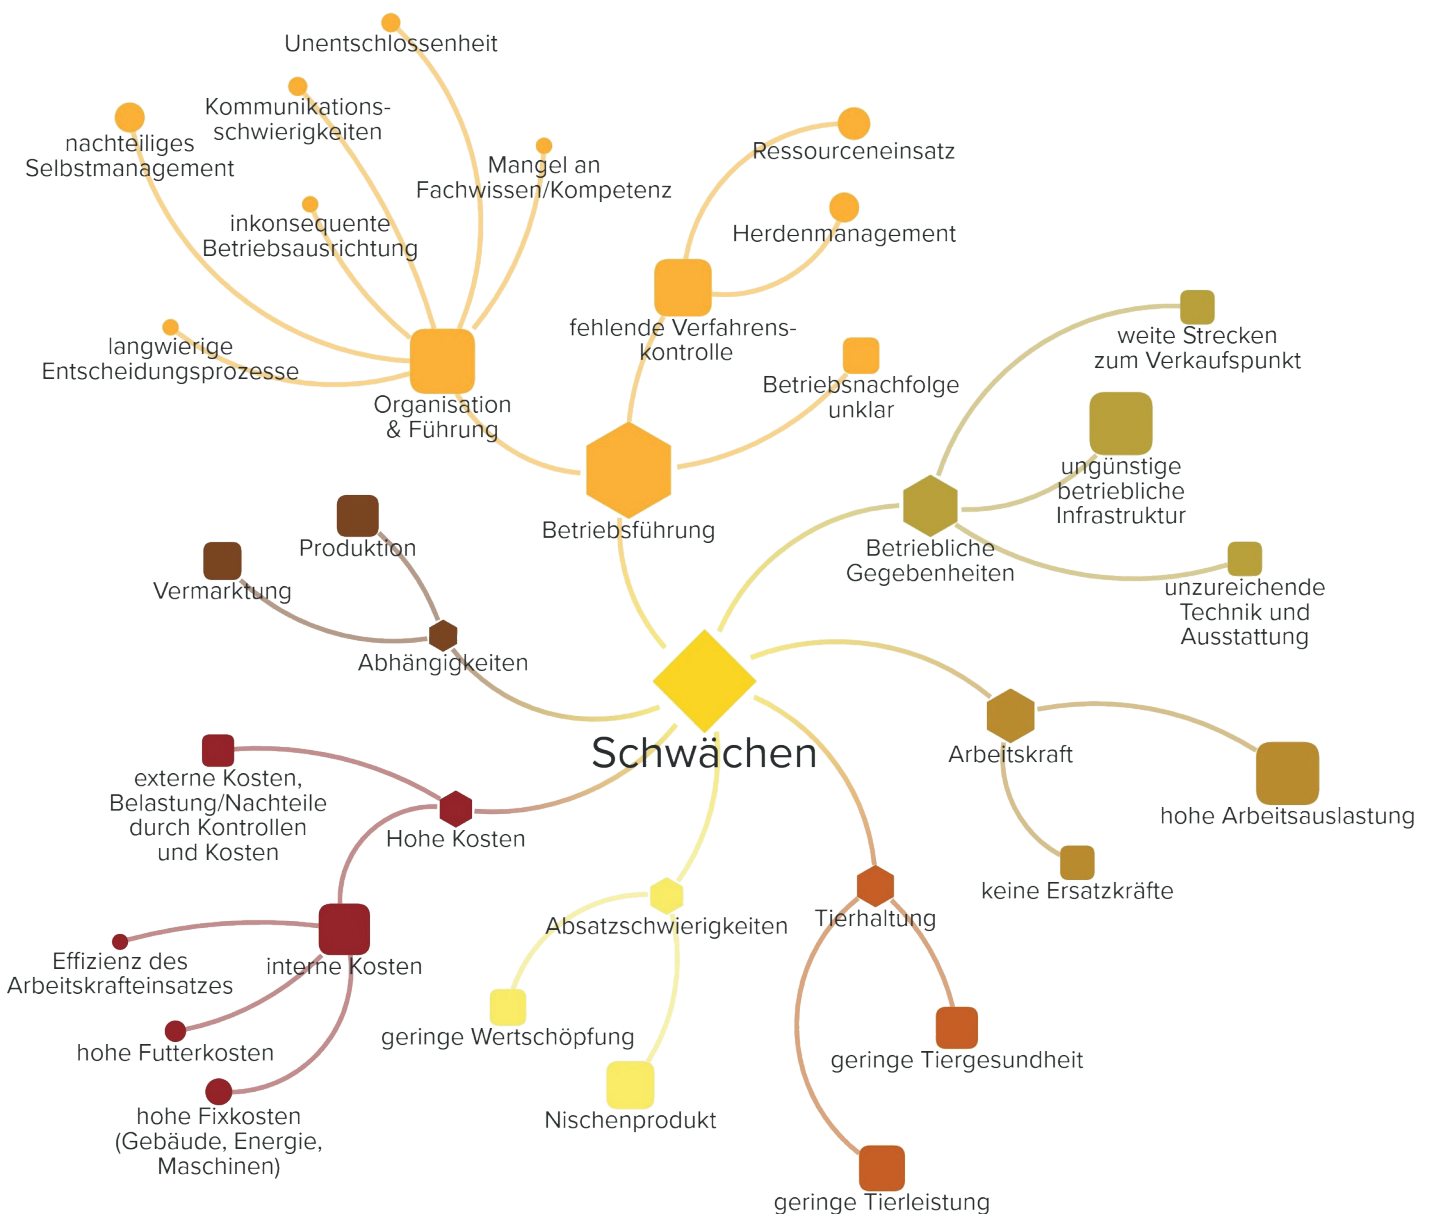 Unentschlossenheit
Kommunikations-
schwierigkeiten
nachteiliges
Selbstmanagement
Mangel an
Fachwissen/Kompetenz
inkonsequente
Betriebsausrichtung
langwierige
Entscheidungsprozesse
Organisation
& Führung
Ressourceneinsatz
Herdenmanagement
fehlende Verfahrens-
kontrolle
Betriebsnachfolge
unklar
Betriebsführung
weite Strecken
zum Verkaufspunkt
ungünstige
betriebliche
Infrastruktur
Betriebliche
Gegebenheiten
unzureichende
Technik und
Ausstattung
Produktion
Vermarktung
Abhängigkeiten
Schwächen
Arbeitskraft
hohe Arbeitsauslastung
keine Ersatzkräfte
externe Kosten,
Belastung/Nachteile
durch Kontrollen
und Kosten
Hohe Kosten
interne Kosten
Effizienz des
Arbeitskrafteinsatzes
hohe Futterkosten
hohe Fixkosten
(Gebäude, Energie,
Maschinen)
Absatzschwierigkeiten
geringe Wertschöpfung
Nischenprodukt
Tierhaltung
geringe Tiergesundheit
geringe Tierleistung